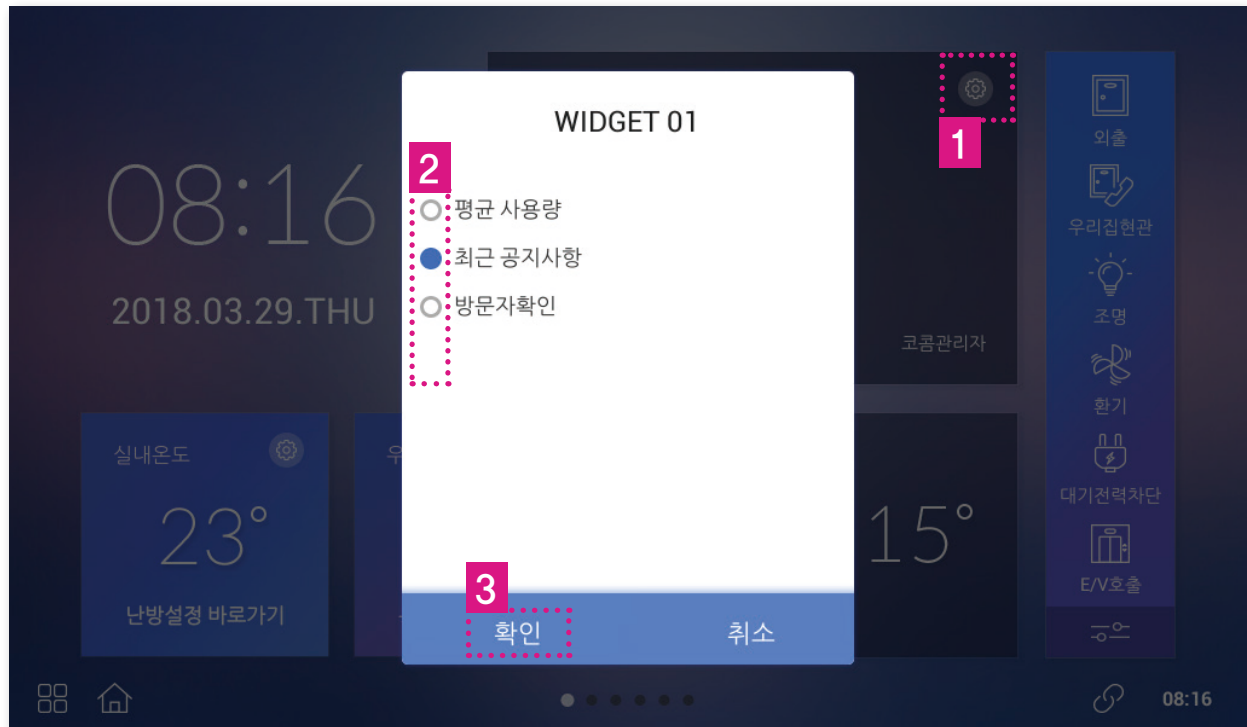 WIDGET 01
1
2
평균 사용량
최근 공지사항
방문자확인
3
확인
취소
08:16
2018.03.29.THU
코콤관리자
실내온도
23°
난방설정 바로가기
우
15°
외출
우리집현관
조명
환기
대기전력차단
E/V호출
08:16